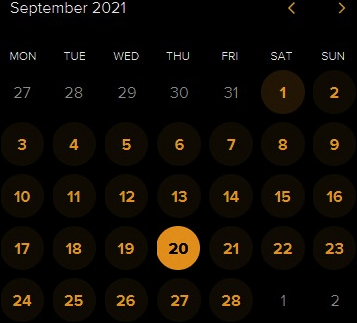 September 2021
MON TUE WED THU FRI SAT SUN
27 28 29 30 31 1 2
3 4 5 6 7 8 9
10 11 12 13 14 15 16
17 18 19 20 21 22 23
24 25 26 27 28 1 2